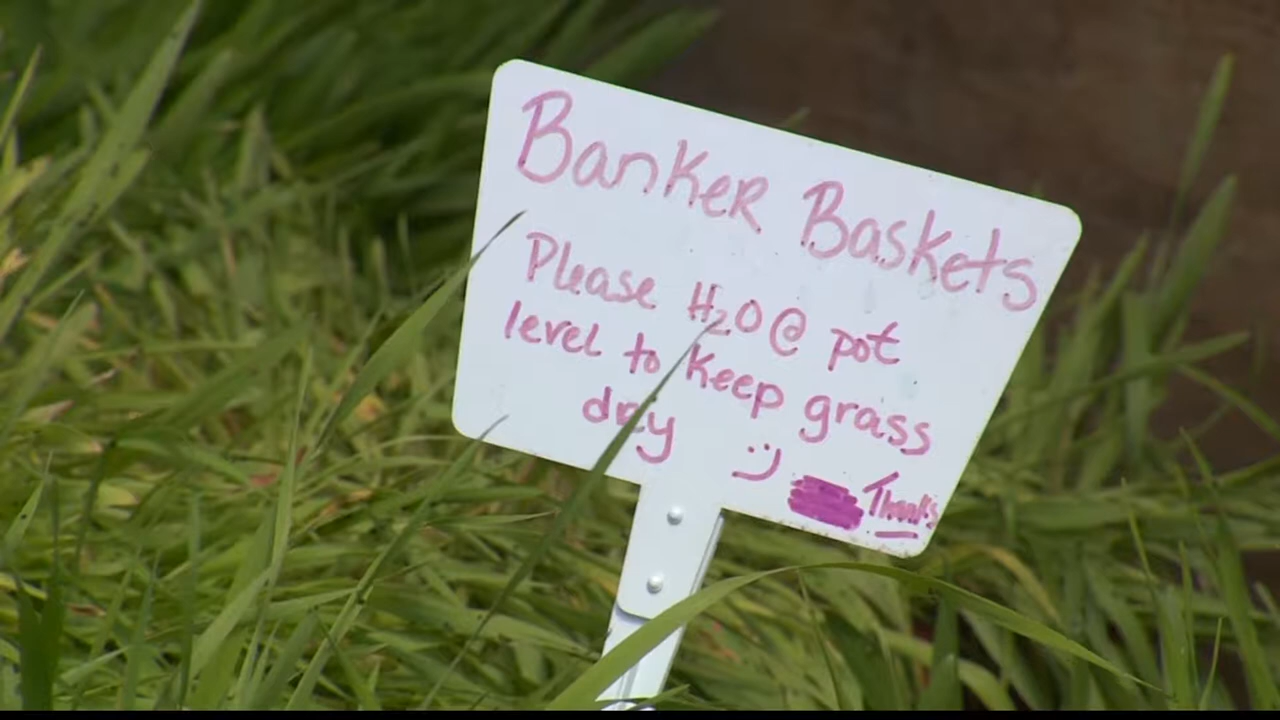 Banker Baskets
Please H₂O @ pot
level to keep grass
dry :)
Thanks